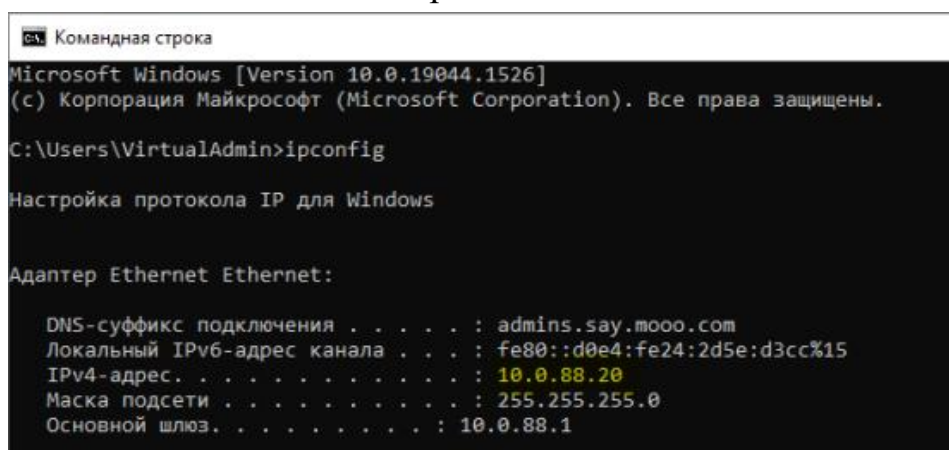 Командная строка
Microsoft Windows [Version 10.0.19044.1526]
(c) Корпорация Майкрософт (Microsoft Corporation). Все права защищены.
C:\Users\VirtualAdmin>ipconfig
Настройка протокола IP для Windows
Адаптер Ethernet Ethernet:
DNS-суффикс подключения . . . . . : admins.say.mooo.com
Локальный IPv6-адрес канала . . . : fe80::d0e4:fe24:2d5e:d3cc%15
IPv4-адрес. . . . . . . . . . . . : 10.0.88.20
Маска подсети . . . . . . . . . . : 255.255.255.0
Основной шлюз. . . . . . . . . : 10.0.88.1